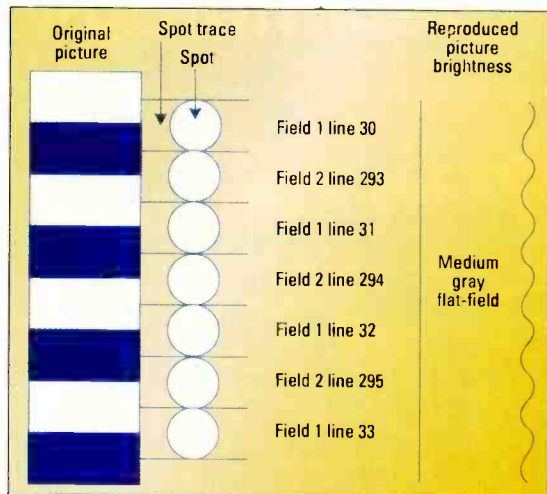 Original
picture
Spot trace
Spot
Reproduced
picture
brightness
Field 1 line 30
Field 2 line 293
Field 1 line 31
Field 2 line 294
Field 1 line 32
Field 2 line 295
Field 1 line 33
Medium
gray
flat-field